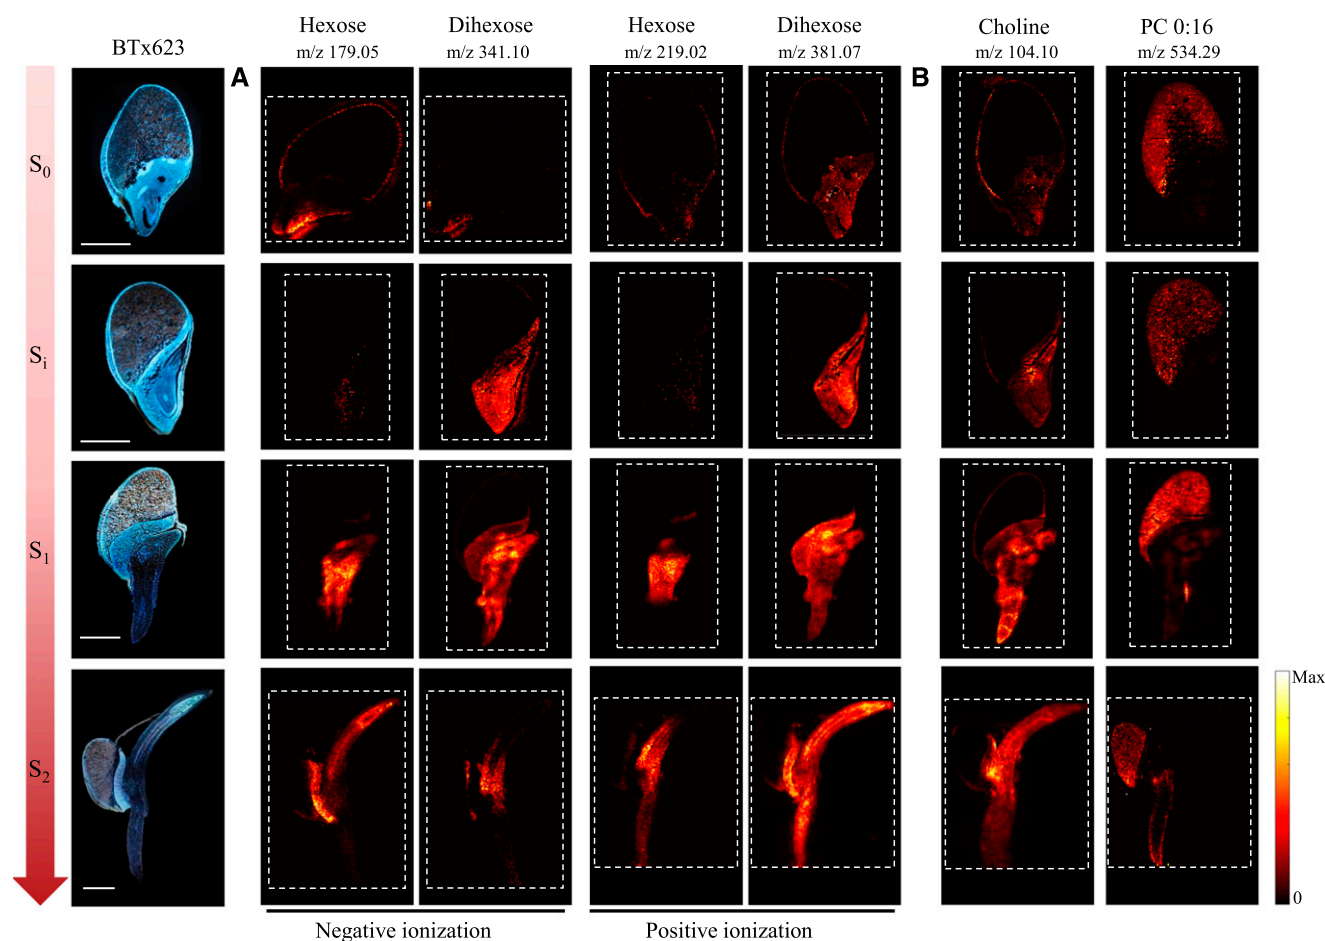 BTx623
A
Hexose
m/z 179.05
Dihexose
m/z 341.10
Hexose
m/z 219.02
Dihexose
m/z 381.07
B
Choline
m/z 104.10
PC 0:16
m/z 534.29
S0
Si
S1
S2
Max
0
Negative ionization
Positive ionization